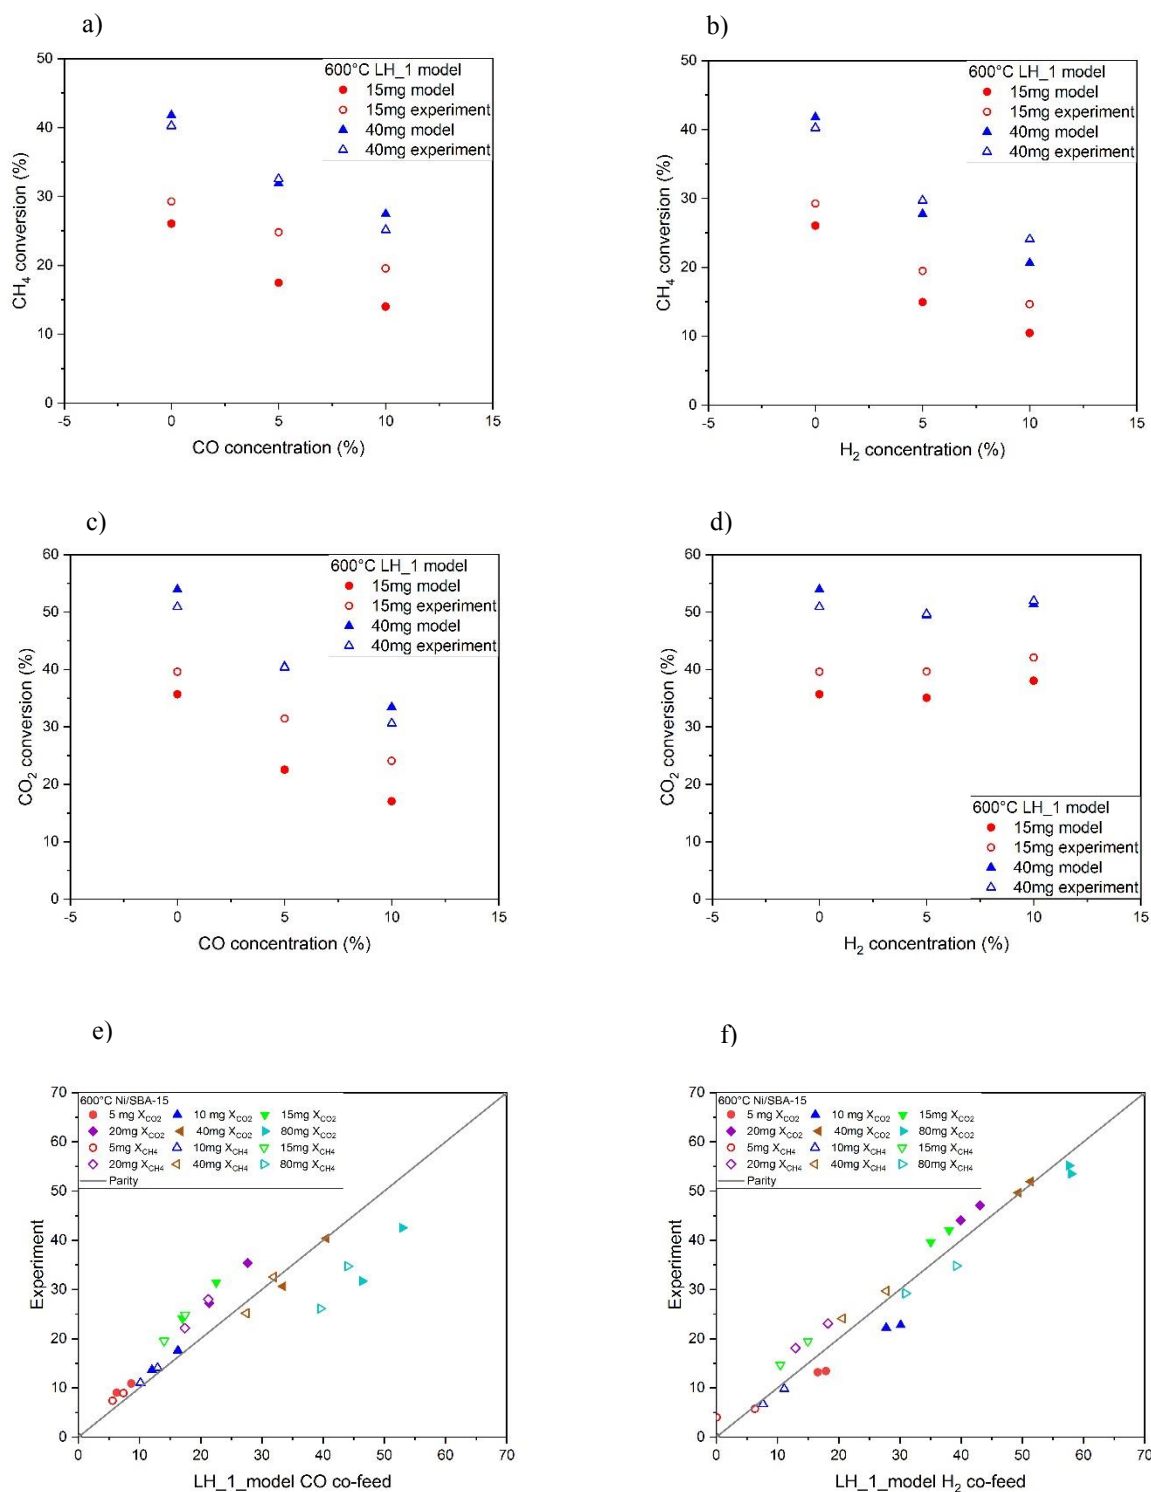 a)
50
40
30
20
10
0
-5
0
5
10
15
CH4 conversion (%)
CO concentration (%)
600°C LH_1 model
15mg model
15mg experiment
40mg model
40mg experiment
b)
50
40
30
20
10
0
-5
0
5
10
15
CH4 conversion (%)
H2 concentration (%)
600°C LH_1 model
15mg model
15mg experiment
40mg model
40mg experiment
c)
60
50
40
30
20
10
0
-5
0
5
10
15
CO2 conversion (%)
CO concentration (%)
600°C LH_1 model
15mg model
15mg experiment
40mg model
40mg experiment
d)
60
50
40
30
20
10
0
-5
0
5
10
15
CO2 conversion (%)
H2 concentration (%)
600°C LH_1 model
15mg model
15mg experiment
40mg model
40mg experiment
e)
70
60
50
40
30
20
10
0
0
10
20
30
40
50
60
70
Experiment
LH_1_model CO co-feed
600°C Ni/SBA-15
5 mg XCO2 10 mg XCO2 15mg XCO2
20mg XCO2 40mg XCO2 80mg XCO2
5mg XCH4 10mg XCH4 15mg XCH4
20mg XCH4 40mg XCH4 80mg XCH4
Parity
f)
70
60
50
40
30
20
10
0
0
10
20
30
40
50
60
70
Experiment
LH_1_model H2 co-feed
600°C Ni/SBA-15
5 mg XCO2 10 mg XCO2 15mg XCO2
20mg XCO2 40mg XCO2 80mg XCO2
5mg XCH4 10mg XCH4 15mg XCH4
20mg XCH4 40mg XCH4 80mg XCH4
Parity